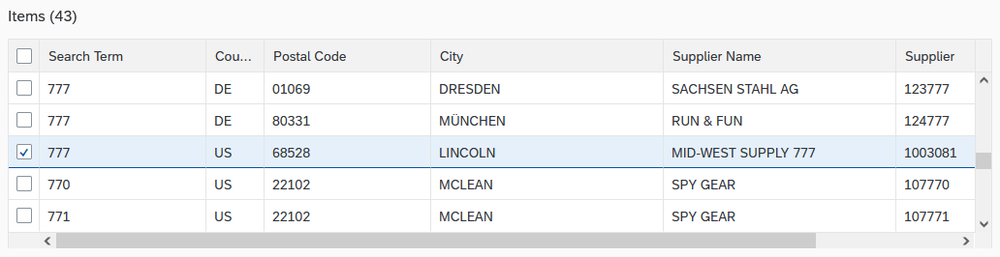 Items (43)
Search Term Cou... Postal Code City Supplier Name Supplier
777 DE 01069 DRESDEN SACHSEN STAHL AG 123777
777 DE 80331 MÜNCHEN RUN & FUN 124777
777 US 68528 LINCOLN MID-WEST SUPPLY 777 1003081
770 US 22102 MCLEAN SPY GEAR 107770
771 US 22102 MCLEAN SPY GEAR 107771